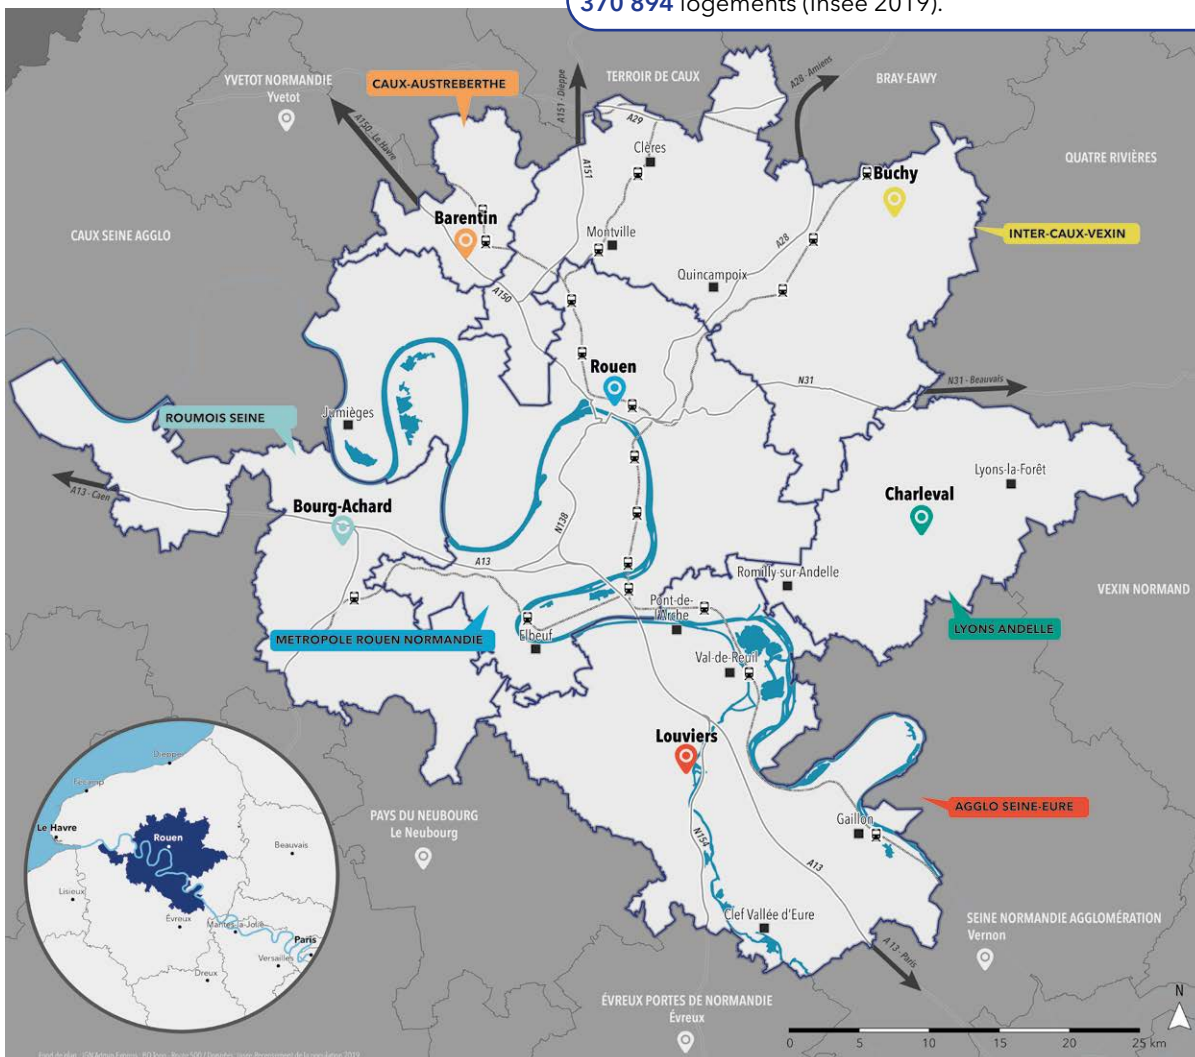 370 894 logements (Insee 2019).
YVETOT NORMANDIE
Yvetot
CAUX-AUSTREBERTHE
TERROIR DE CAUX
A28 - Amiens
BRAY-EAWY
A150 - Le Havre
A151 - Dieppe
A29
Clères
QUATRE RIVIÈRES
A151
Buchy
CAUX SEINE AGGLO
Barentin
Montville
A28
INTER-CAUX-VEXIN
Quincampoix
A150
Rouen
N31
N31 - Beauvais
ROUMOIS SEINE
Jumièges
Lyons-la-Forêt
A13 - Caen
Bourg-Achard
Charleval
N138
A13
Romilly-sur-Andelle
VEXIN NORMAND
Pont-de-
l'Arche
METROPOLE ROUEN NORMANDIE
Elbeuf
LYONS ANDELLE
Val-de-Reuil
Louviers
AGGLO SEINE-EURE
PAYS DU NEUBOURG
Le Neubourg
Gaillon
N154
A13
Clef Vallée d'Eure
SEINE NORMANDIE AGGLOMÉRATION
Vernon
A 13 - Paris
ÉVREUX PORTES DE NORMANDIE
Évreux
Dieppe
Fécamp
Le Havre
Rouen
Beauvais
Lisieux
Évreux
Mantes-la-Jolie
Paris
Versailles
Dreux
N
0 5 10 15 20 25 km